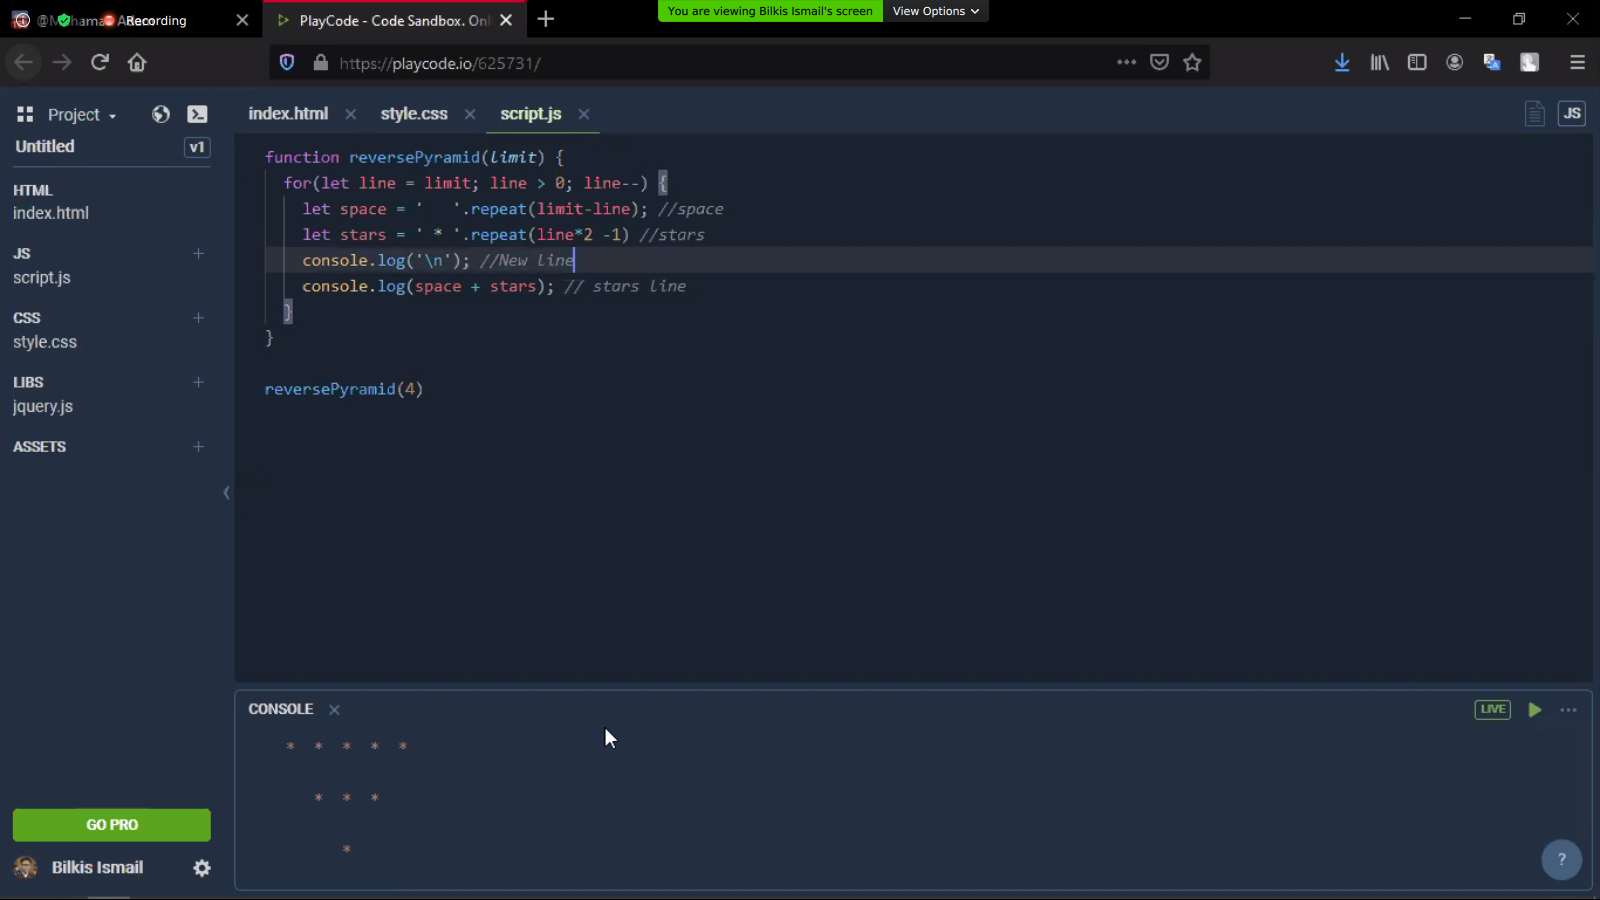 Recording
PlayCode - Code Sandbox. Onl
You are viewing Bilkis Ismail's screen
View Options
https://playcode.io/625731/
Project
index.html
style.css
script.js
JS
Untitled
v1
HTML
index.html
JS
script.js
CSS
style.css
LIBS
jquery.js
ASSETS
function reversePyramid(limit) {
for(let line = limit; line > 0; line--) {
let space = '   '.repeat(limit-line); //space
let stars = ' * '.repeat(line*2 -1) //stars
console.log('\n'); //New line
console.log(space + stars); // stars line
}
}
reversePyramid(4)
CONSOLE
LIVE
* * * * *
* * *
*
GO PRO
Bilkis Ismail
?